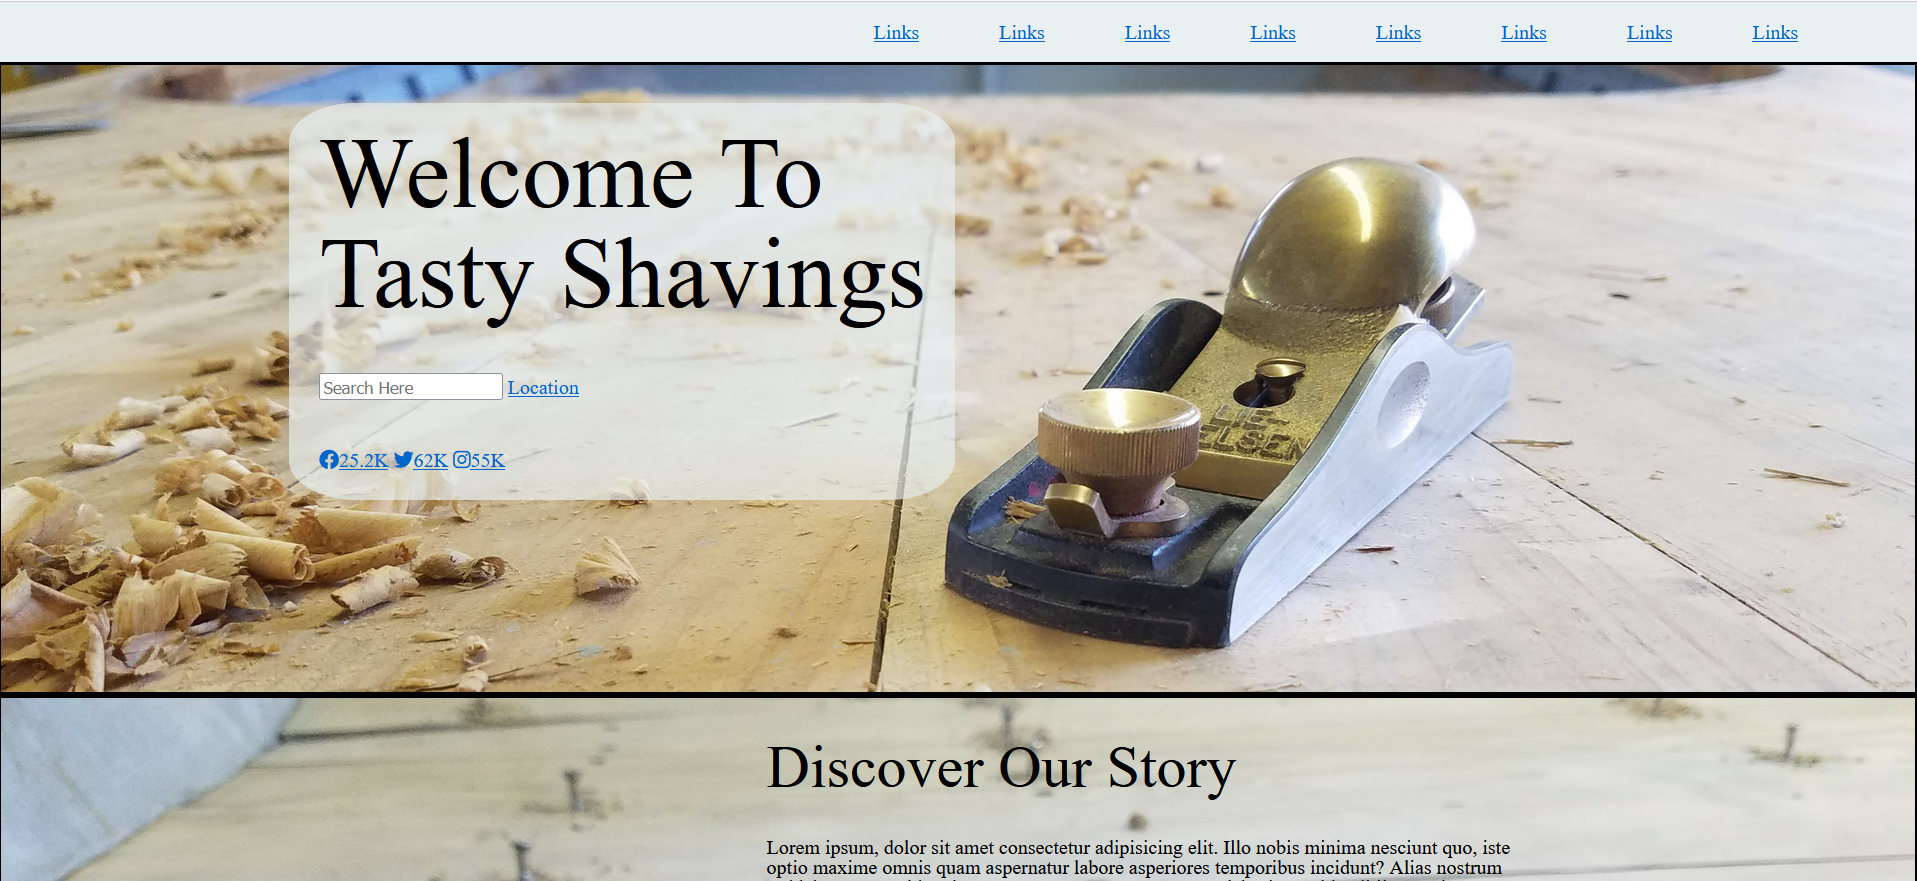 Links Links Links Links Links Links Links Links
Welcome To
Tasty Shavings
Search Here Location
25.2K 62K 55K
LIE-
NIELSEN
Discover Our Story
Lorem ipsum, dolor sit amet consectetur adipisicing elit. Illo nobis minima nesciunt quo, iste
optio maxime omnis quam aspernatur labore asperiores temporibus incidunt? Alias nostrum